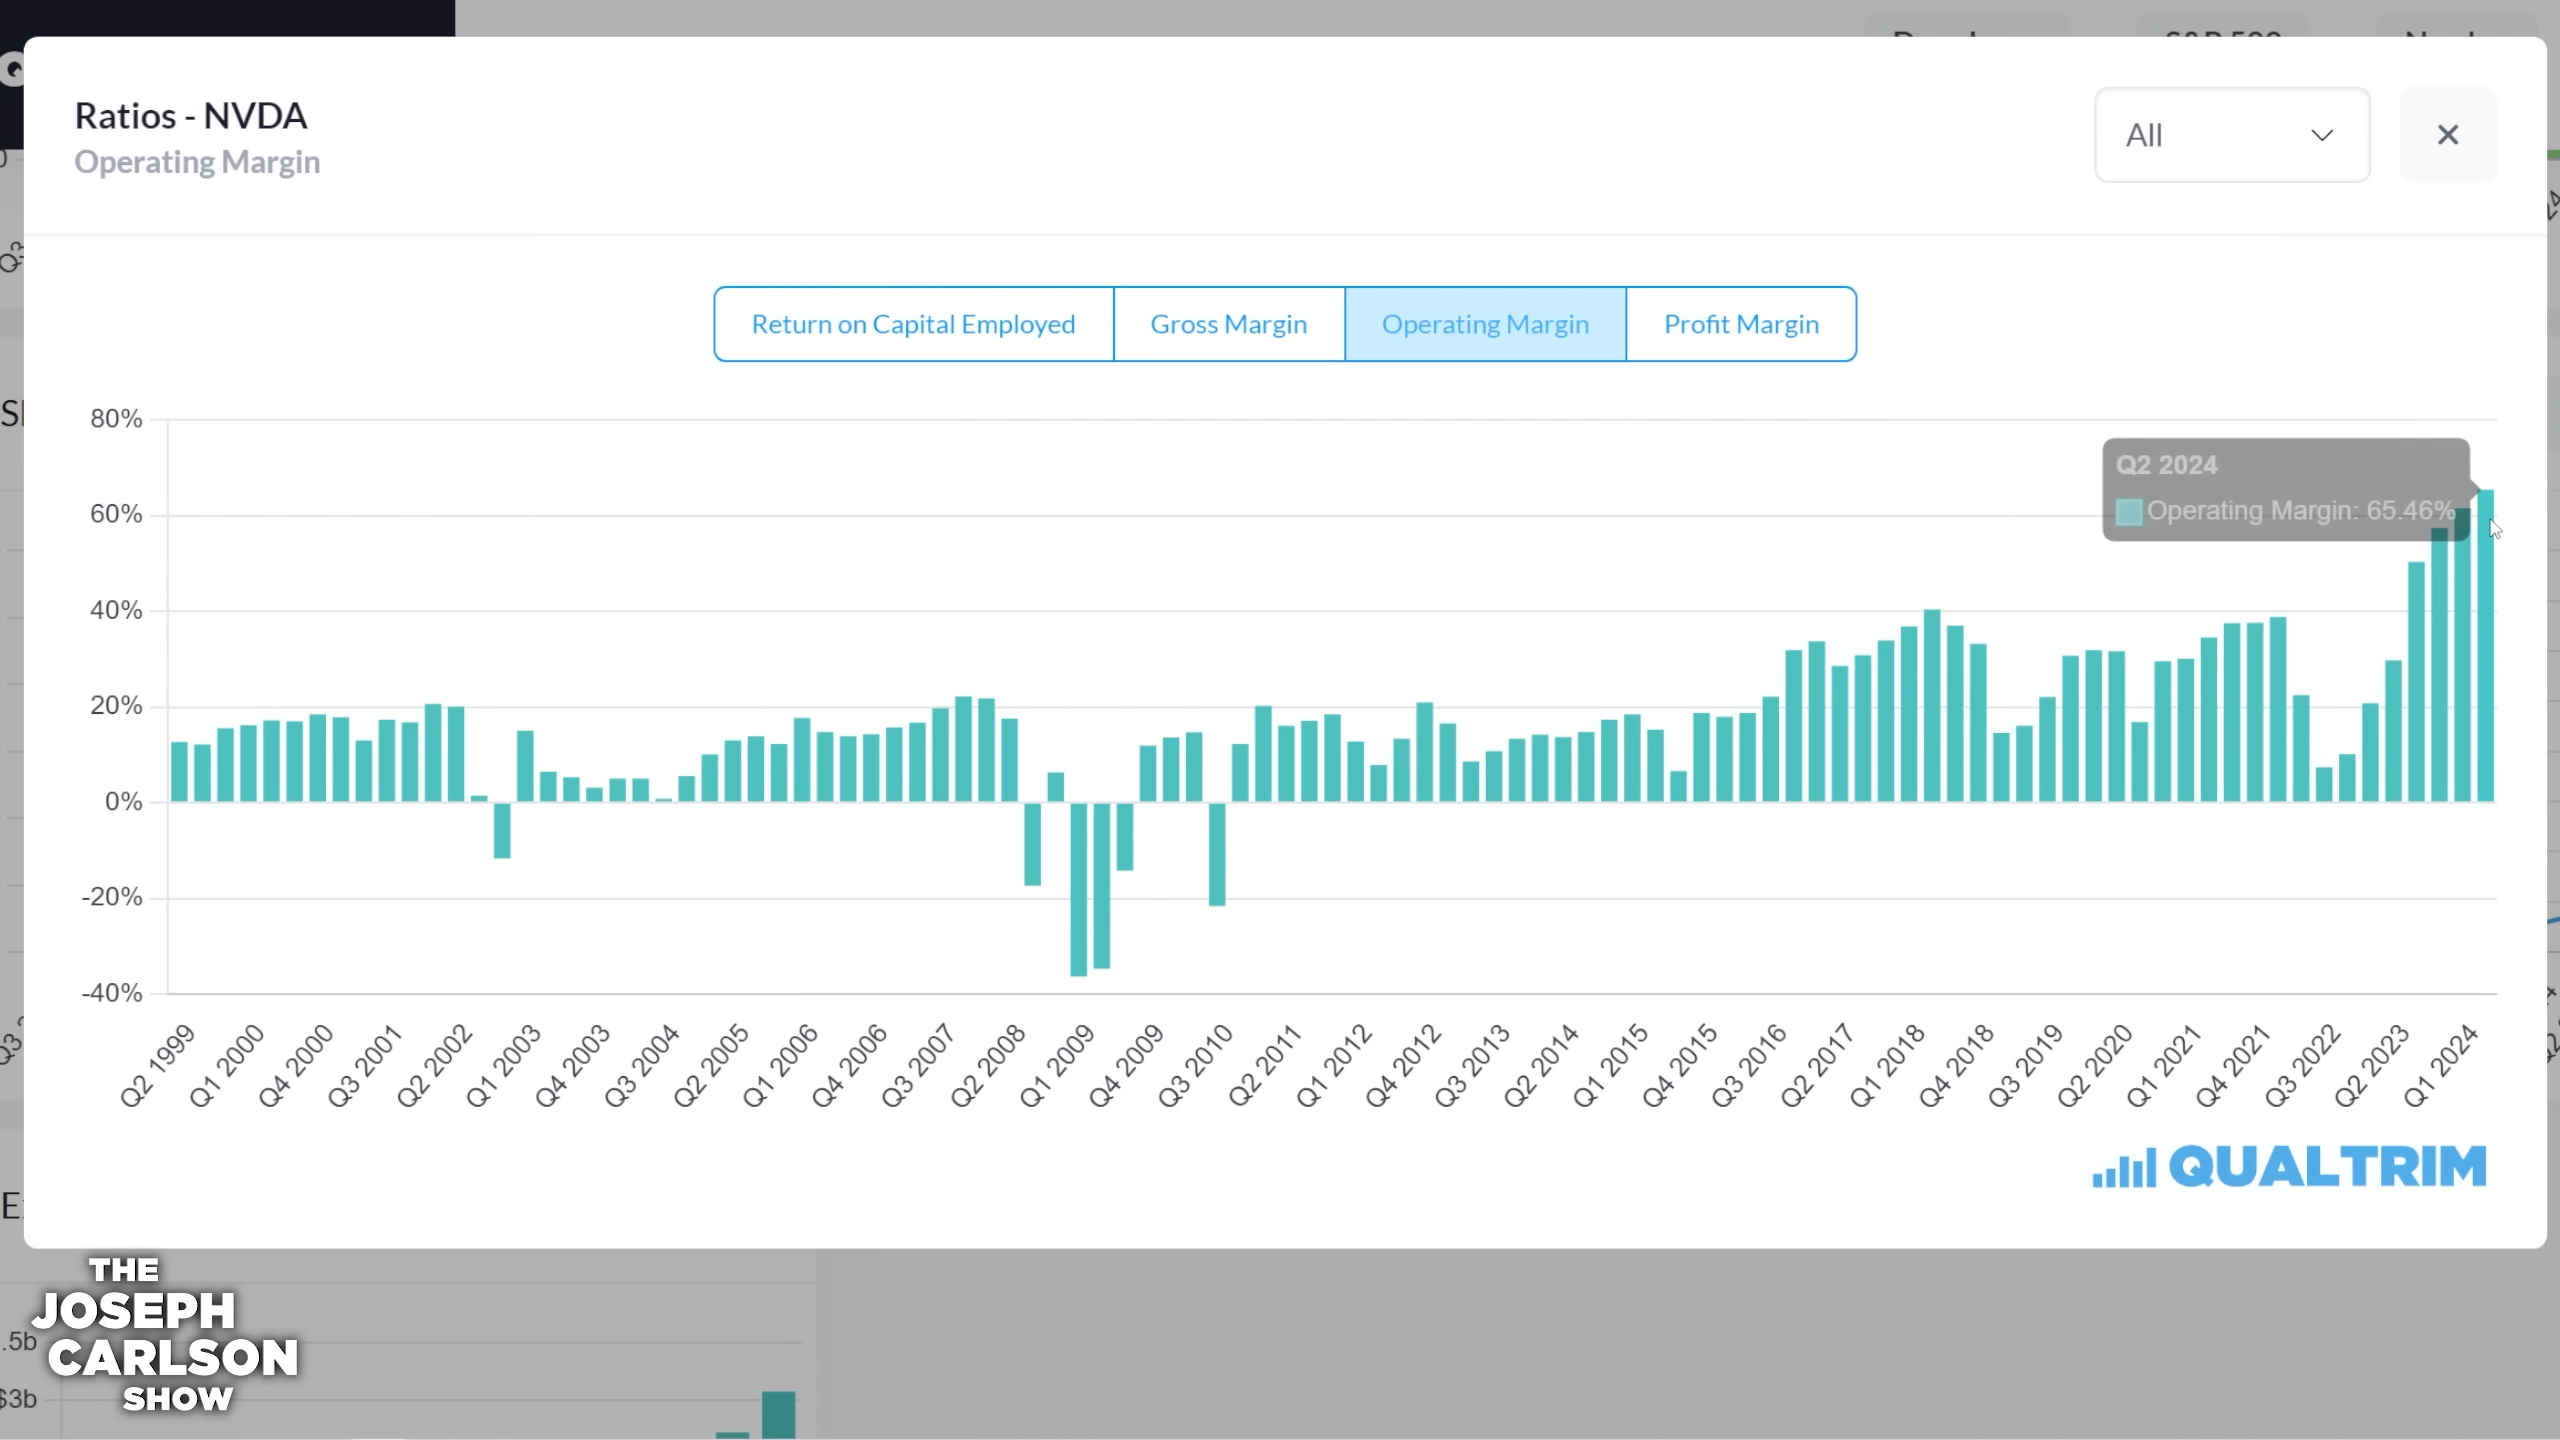 Ratios - NVDA
Operating Margin
All
Return on Capital Employed
Gross Margin
Operating Margin
Profit Margin
80%
60%
40%
20%
0%
-20%
-40%
Q2 2024
Operating Margin: 65.46%
Q2 1999
Q1 2000
Q4 2000
Q3 2001
Q2 2002
Q1 2003
Q4 2003
Q3 2004
Q2 2005
Q1 2006
Q4 2006
Q3 2007
Q2 2008
Q1 2009
Q4 2009
Q3 2010
Q2 2011
Q1 2012
Q4 2012
Q3 2013
Q2 2014
Q1 2015
Q4 2015
Q3 2016
Q2 2017
Q1 2018
Q4 2018
Q3 2019
Q2 2020
Q1 2021
Q4 2021
Q3 2022
Q2 2023
Q1 2024
QUALTRIM
THE
JOSEPH
CARLSON
SHOW
.5b
$3b